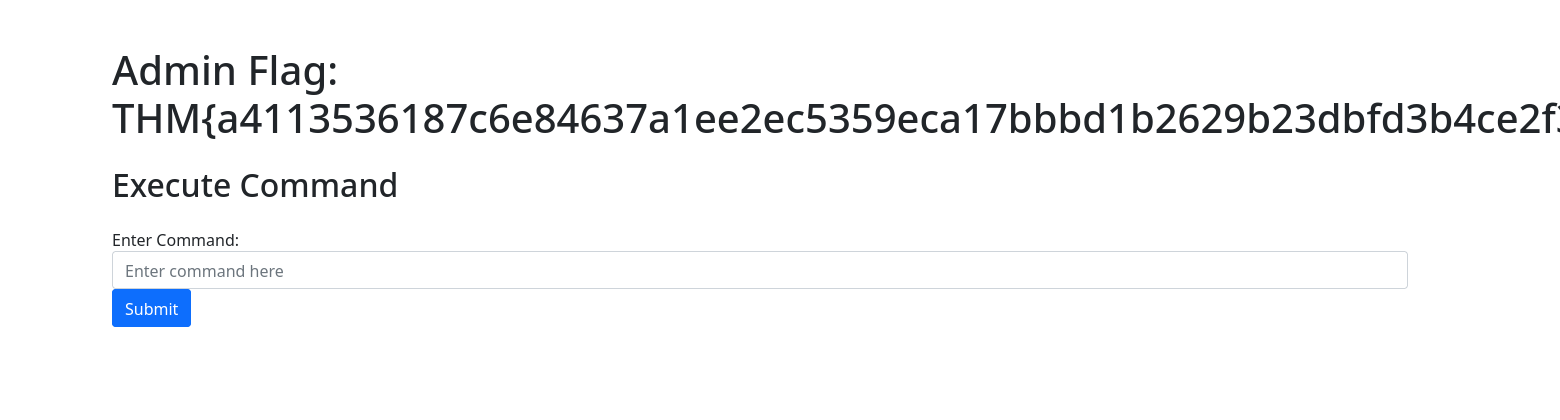 Admin Flag:
THM{a4113536187c6e84637a1ee2ec5359eca17bbbd1b2629b23dbfd3b4ce2f
Execute Command
Enter Command:
Enter command here
Submit